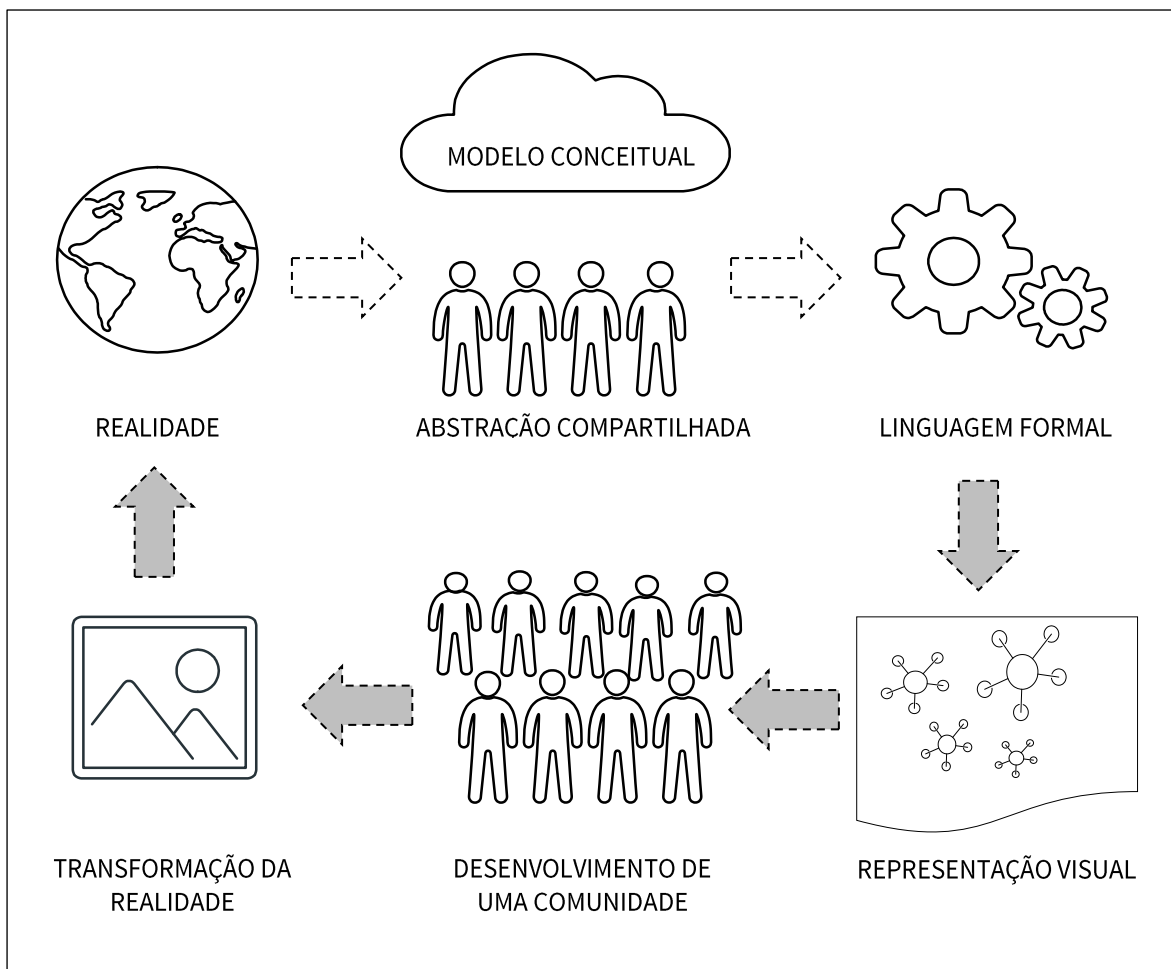 MODELO CONCEITUAL
REALIDADE
ABSTRAÇÃO COMPARTILHADA
LINGUAGEM FORMAL
TRANSFORMAÇÃO DA
REALIDADE
DESENVOLVIMENTO DE
UMA COMUNIDADE
REPRESENTAÇÃO VISUAL